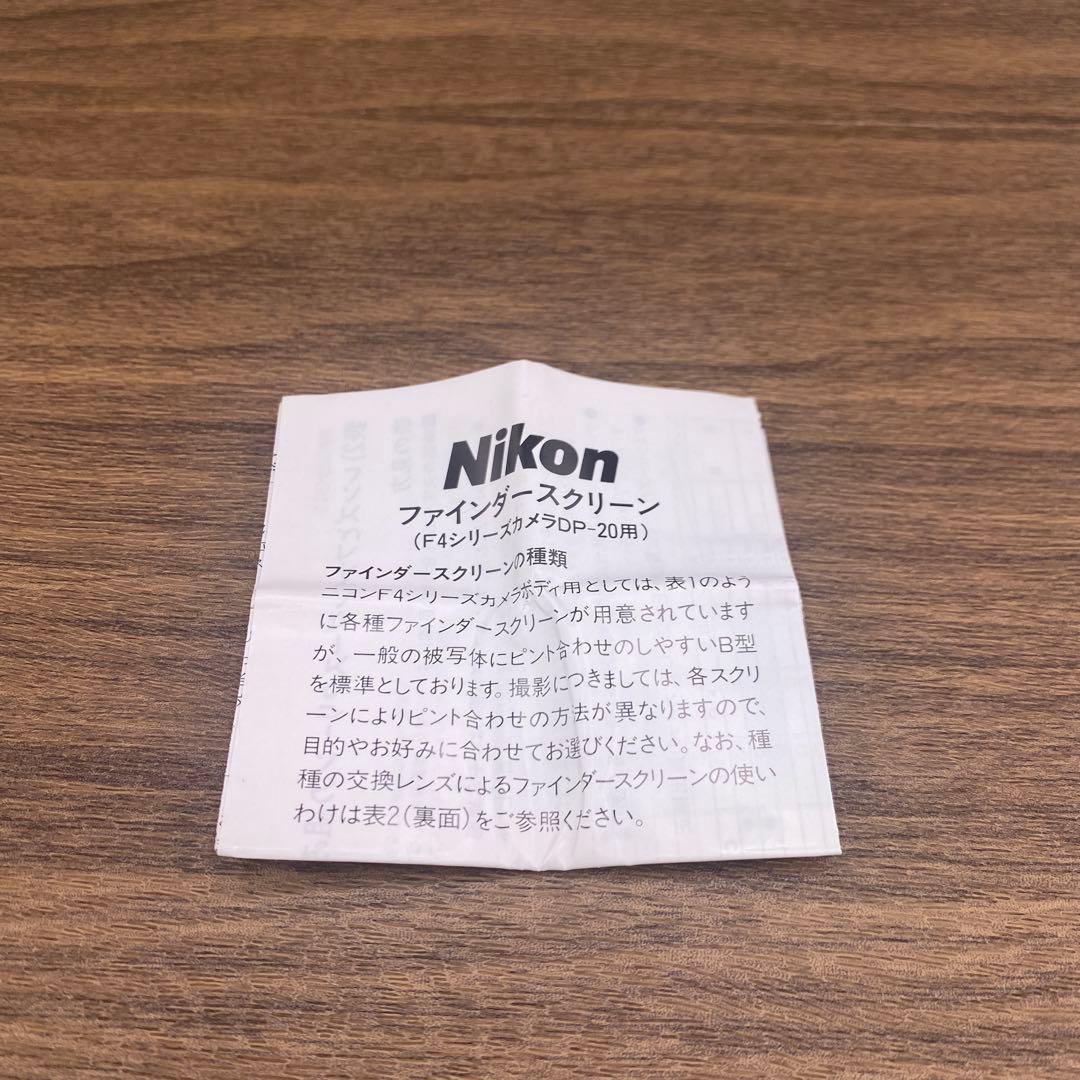 Nikon
ファインダースクリーン
(F4シリーズカメラDP-20用)
ファインダースクリーンの種類
ニコンF4シリーズカメラボディ用としては、表1のよう
に各種ファインダースクリーンが用意されています
が、一般の被写体にピント合わせのしやすいB型
を標準としております。撮影につきましては、各スクリ
ーンによりピント合わせの方法が異なりますので、
目的やお好みに合わせてお選びください。なお、種
種の交換レンズによるファインダースクリーンの使い
わけは表2(裏面)をご参照ください。